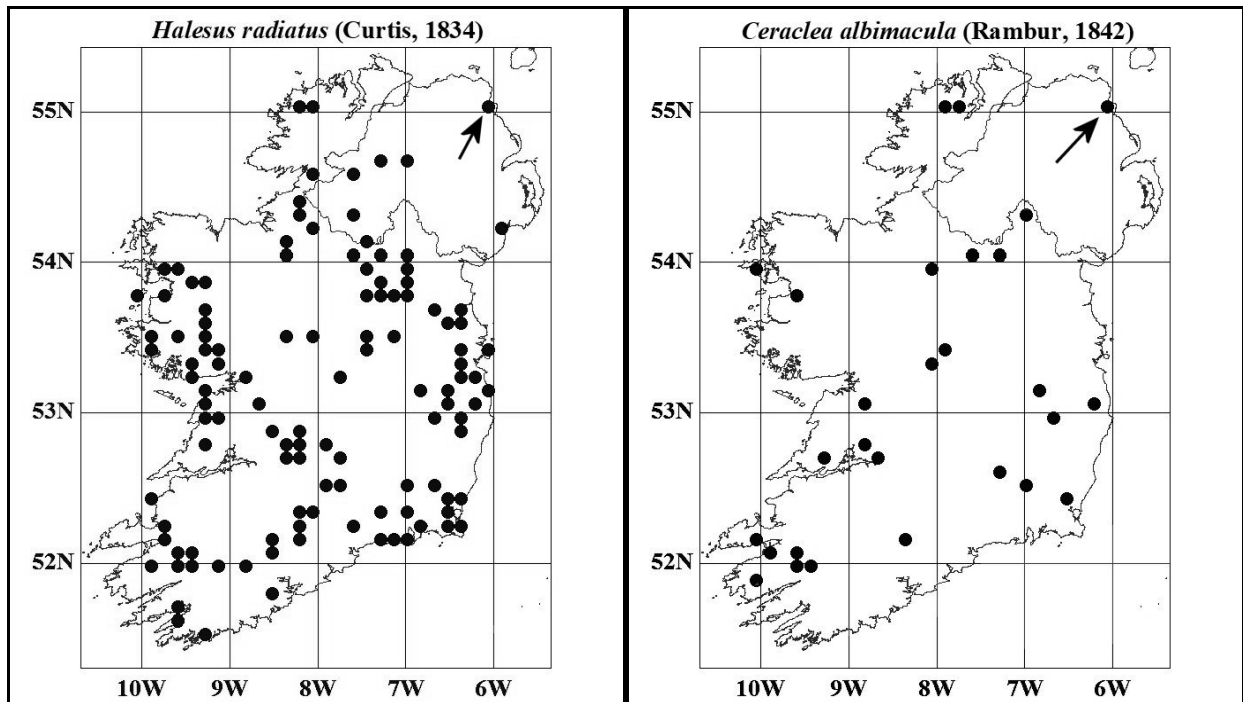 Halesus radiatus (Curtis, 1834)
55N
54N
53N
52N
10W 9W 8W 7W 6W
Ceraclea albimacula (Rambur, 1842)
55N
54N
53N
52N
10W 9W 8W 7W 6W